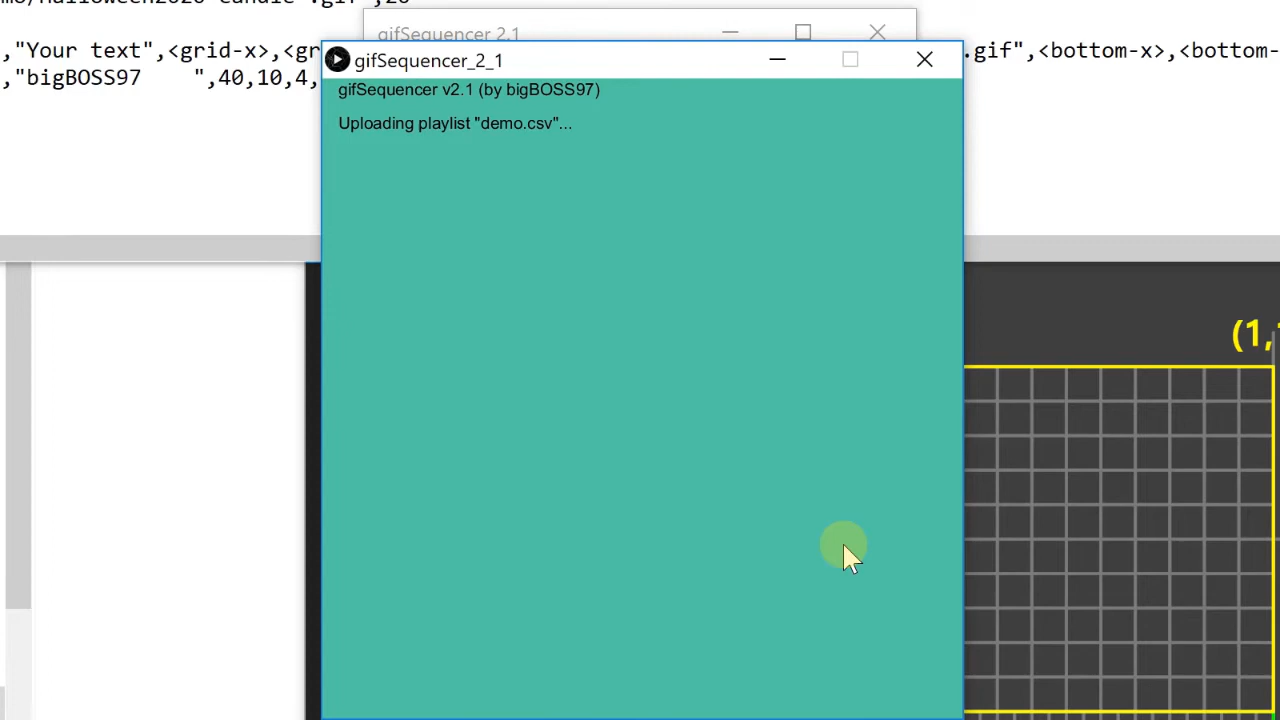 ,"Your text",<grid-x>,<gr
.gif",<bottom-x>,<bottom-
,"bigBOSS97    ",40,10,4,
gifSequencer 2.1
gifSequencer_2_1
gifSequencer v2.1 (by bigBOSS97)
Uploading playlist "demo.csv"...
(1,